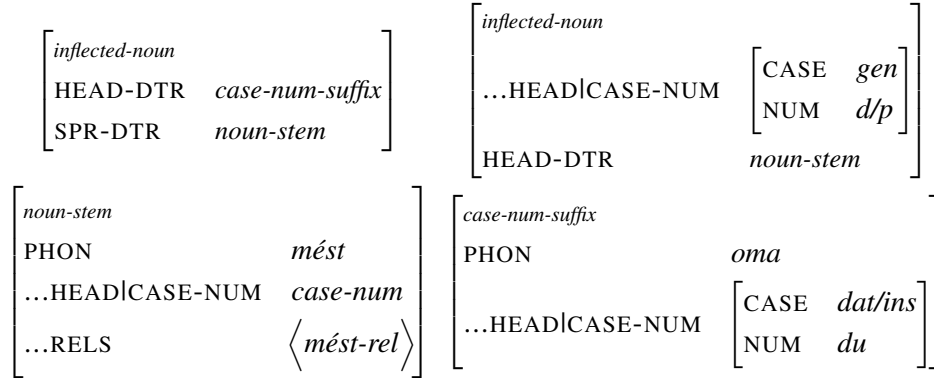 inflected-noun
HEAD-DTR case-num-suffix
SPR-DTR noun-stem
inflected-noun
...HEAD|CASE-NUM [CASE gen
NUM d/p]
HEAD-DTR noun-stem
noun-stem
PHON mést
...HEAD|CASE-NUM case-num
...RELS ⟨mést-rel⟩
case-num-suffix
PHON oma
...HEAD|CASE-NUM [CASE dat/ins
NUM du]